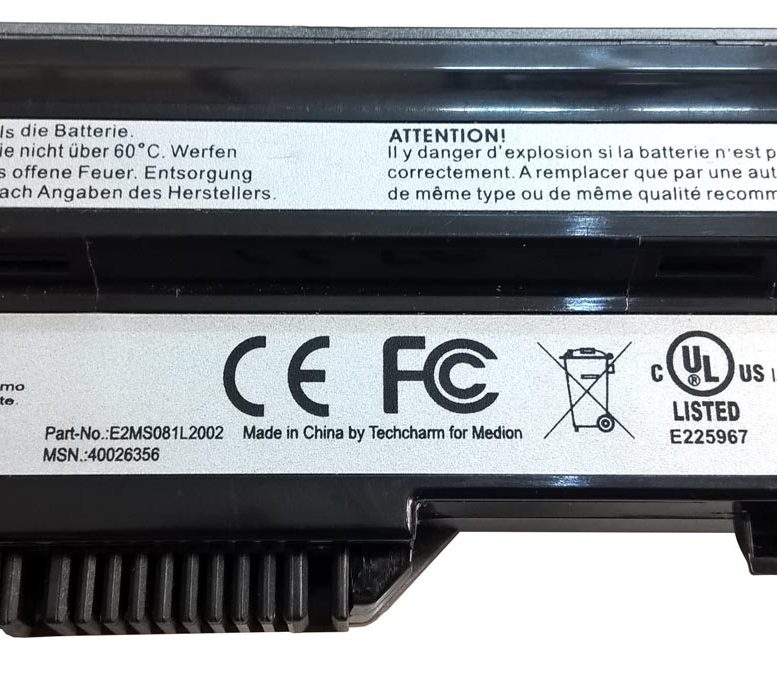 ls die Batterie.
ie nicht über 60°C. Werfen
s offene Feuer. Entsorgung
ach Angaben des Herstellers.
ATTENTION!
Il y danger d'explosion si la batterie n'est p
correctement. A remplacer que par une aut
de même type ou de même qualité recomm
mo
te.
CE FC
C UL US
®
LISTED
E225967
Part-No.:E2MS081L2002 Made in China by Techcharm for Medion
MSN.:40026356